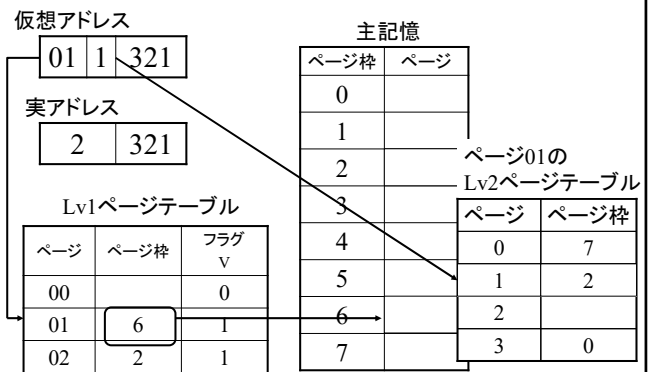 仮想アドレス
01 1 321
実アドレス
2 321
Lv1ページテーブル
ページ ページ枠 フラグ V
00 0
01 6 1
02 2 1
主記憶
ページ枠 ページ
0
1
2
3
4
5
6
7
ページ01の
Lv2ページテーブル
ページ ページ枠
0 7
1 2
2
3 0